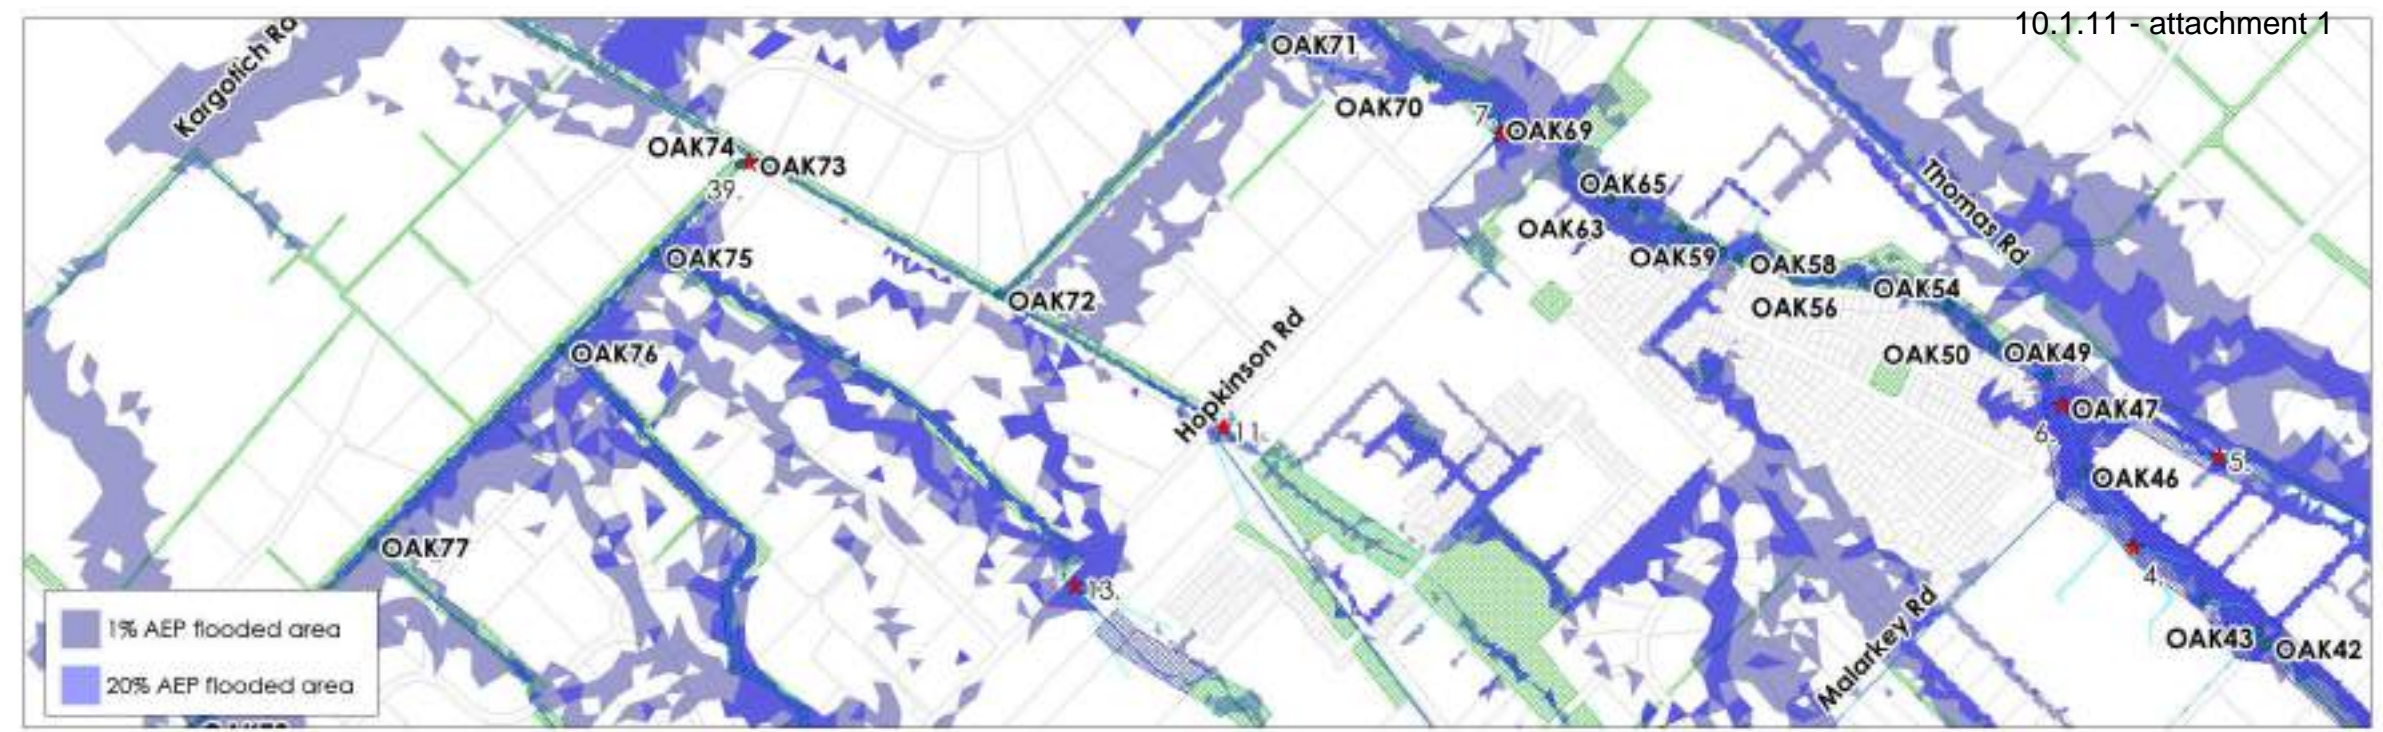 10.1.11 - attachment 1
Kargotich Rd
OAK71
OAK70
7.
OAK69
OAK74
OAK73
39.
OAK65
Thomas Rd
OAK63
OAK59
OAK58
OAK75
OAK72
OAK54
OAK56
Hopkinson Rd
OAK76
OAK50
OAK49
OAK47
11.
6.
5.
OAK46
OAK77
4.
13.
Malarkey Rd
OAK43
OAK42
1% AEP flooded area
20% AEP flooded area